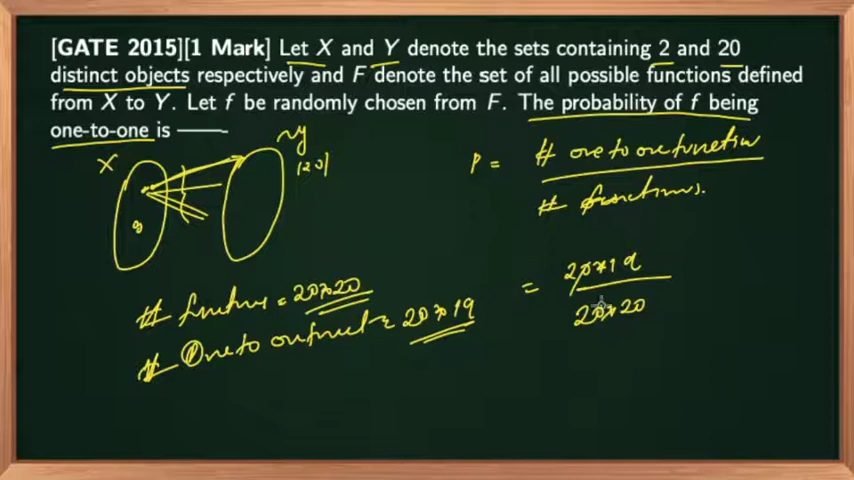 [GATE 2015][1 Mark] Let X and Y denote the sets containing 2 and 20
distinct objects respectively and F denote the set of all possible functions defined
from X to Y. Let f be randomly chosen from F. The probability of f being
one-to-one is
X
y
|20|
P = # one to one function
# functions.
# functions = 20*20
# One to one funct = 20*19
= 20*19
20*20